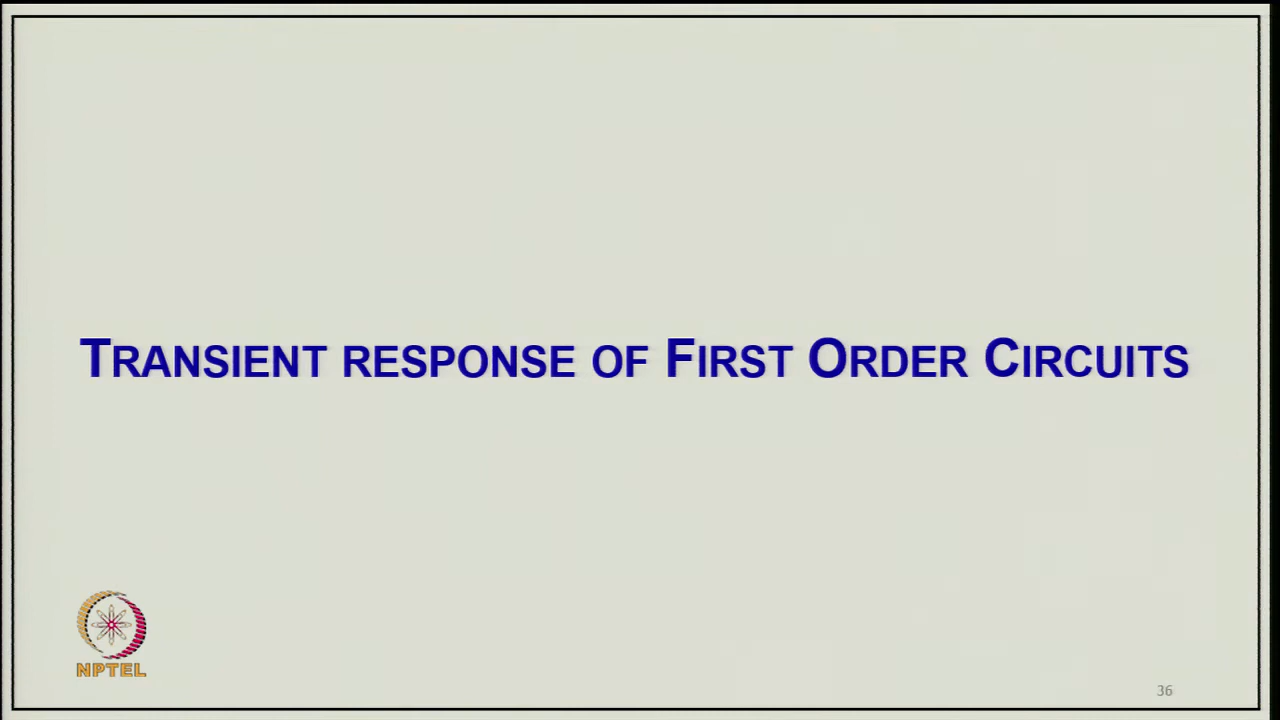 TRANSIENT RESPONSE OF FIRST ORDER CIRCUITS
NPTEL
36